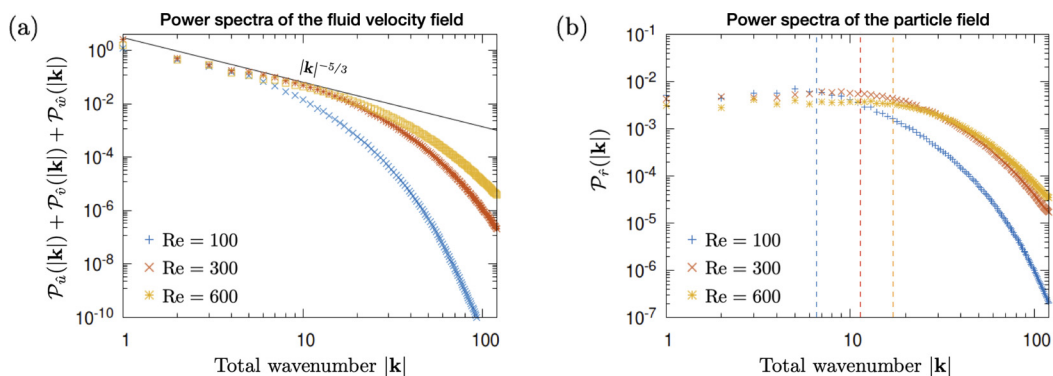 Power spectra of the fluid velocity field
(a)
10^0
10^-2
10^-4
10^-6
10^-8
10^-10
|k|^−5/3
Re = 100
Re = 300
Re = 600
1
10
100
Total wavenumber |k|
𝒫_û(|k|) + 𝒫_v̂(|k|) + 𝒫_ŵ(|k|)
Power spectra of the particle field
(b)
10^-1
10^-2
10^-3
10^-4
10^-5
10^-6
10^-7
Re = 100
Re = 300
Re = 600
1
10
100
Total wavenumber |k|
𝒫_r̂(|k|)